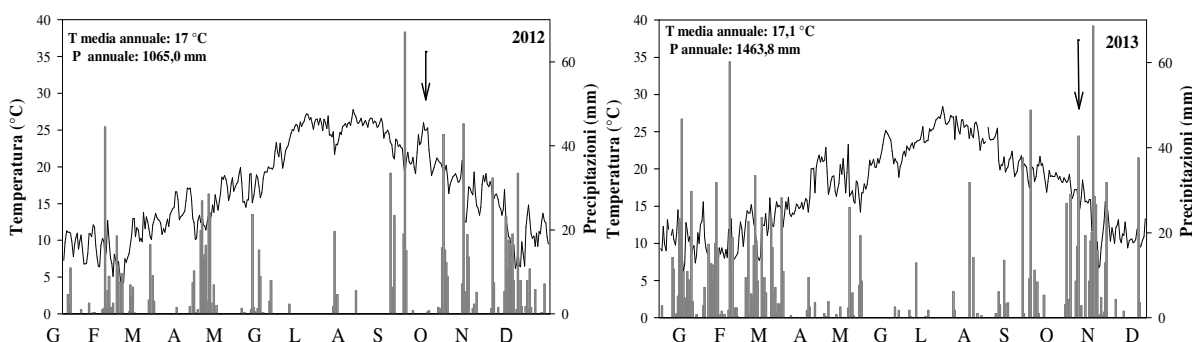 T media annuale: 17 °C
P annuale: 1065,0 mm
2012
Temperatura (°C)
40
35
30
25
20
15
10
5
0
60
40
20
0
Precipitazioni (mm)
G F M A M G L A S O N D
T media annuale: 17,1 °C
P annuale: 1463,8 mm
2013
Temperatura (°C)
40
35
30
25
20
15
10
5
0
60
40
20
0
Precipitazioni (mm)
G F M A M G L A S O N D